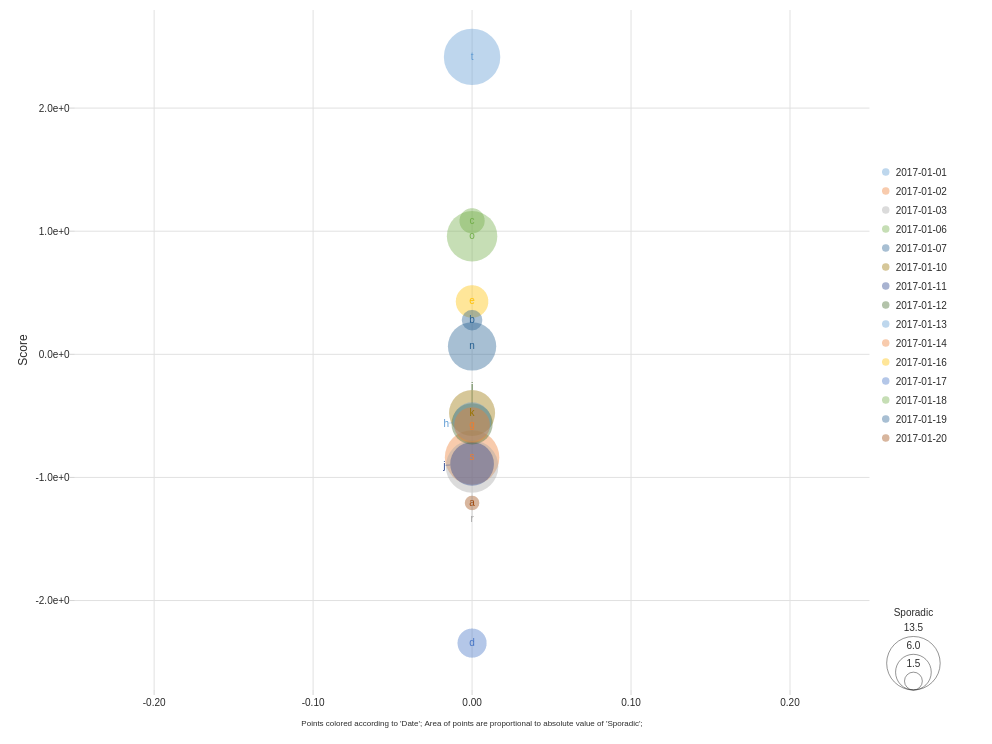 t
2.0e+0
c
1.0e+0
o
e
b
n
Score
0.0e+0
i
k
h
j
-1.0e+0
a
r
-2.0e+0
d
-0.20
-0.10
0.00
0.10
0.20
Points colored according to 'Date'; Area of points are proportional to absolute value of 'Sporadic';
2017-01-01
2017-01-02
2017-01-03
2017-01-06
2017-01-07
2017-01-10
2017-01-11
2017-01-12
2017-01-13
2017-01-14
2017-01-16
2017-01-17
2017-01-18
2017-01-19
2017-01-20
Sporadic
13.5
6.0
1.5